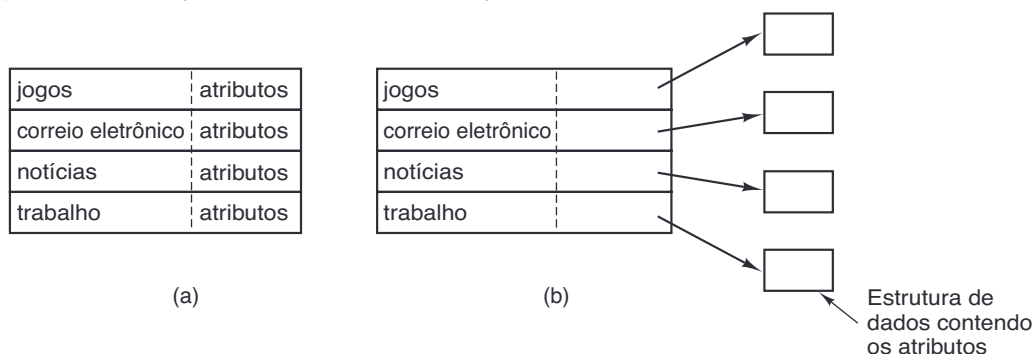 jogos atributos
correio eletrônico atributos
notícias atributos
trabalho atributos
(a)
jogos
correio eletrônico
notícias
trabalho
(b)
Estrutura de
dados contendo
os atributos